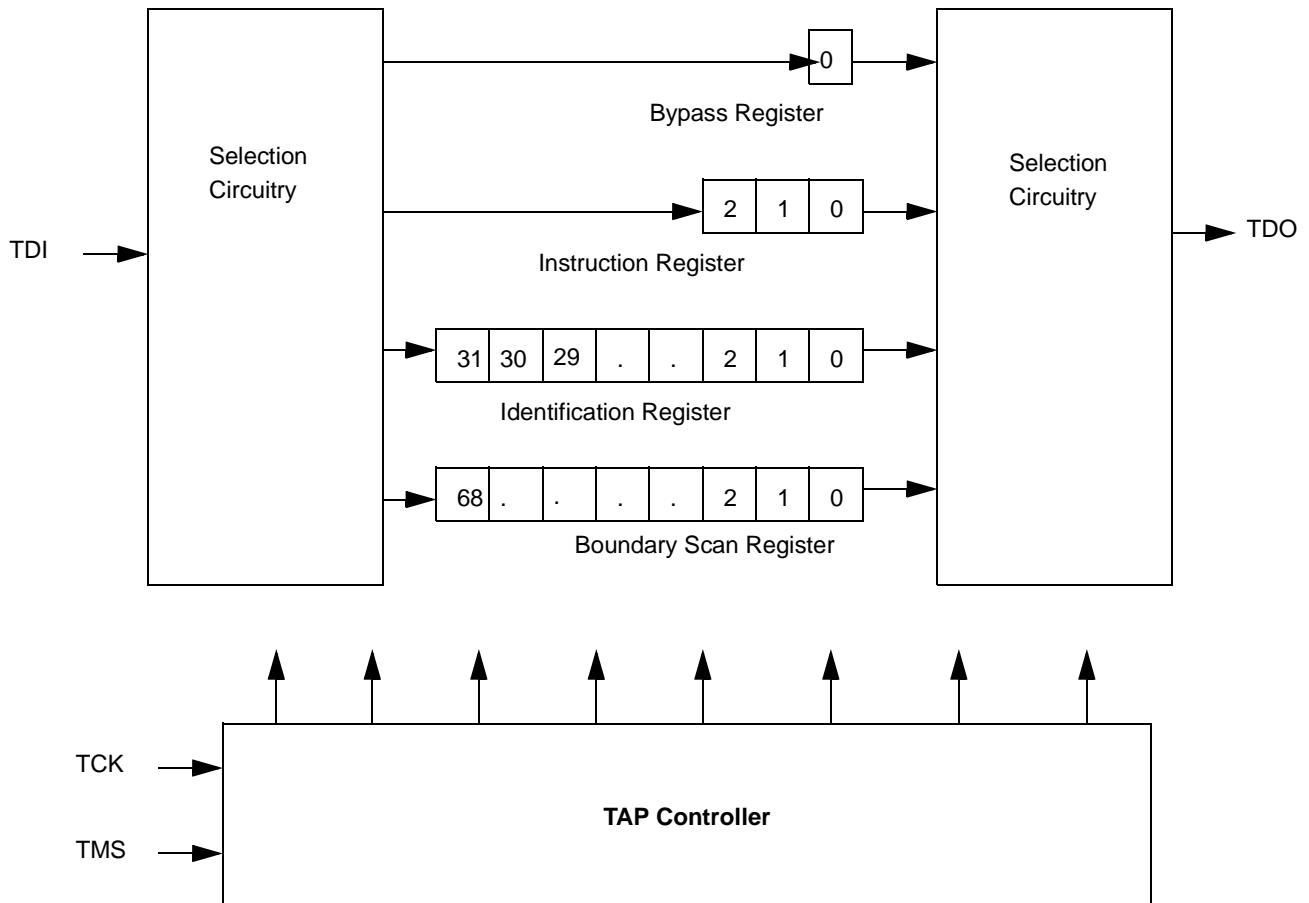 0
Bypass Register
Selection
Circuitry
Selection
Circuitry
2 1 0
TDI
TDO
Instruction Register
31 30 29 . . 2 1 0
Identification Register
68 . . . . 2 1 0
Boundary Scan Register
TCK
TAP Controller
TMS